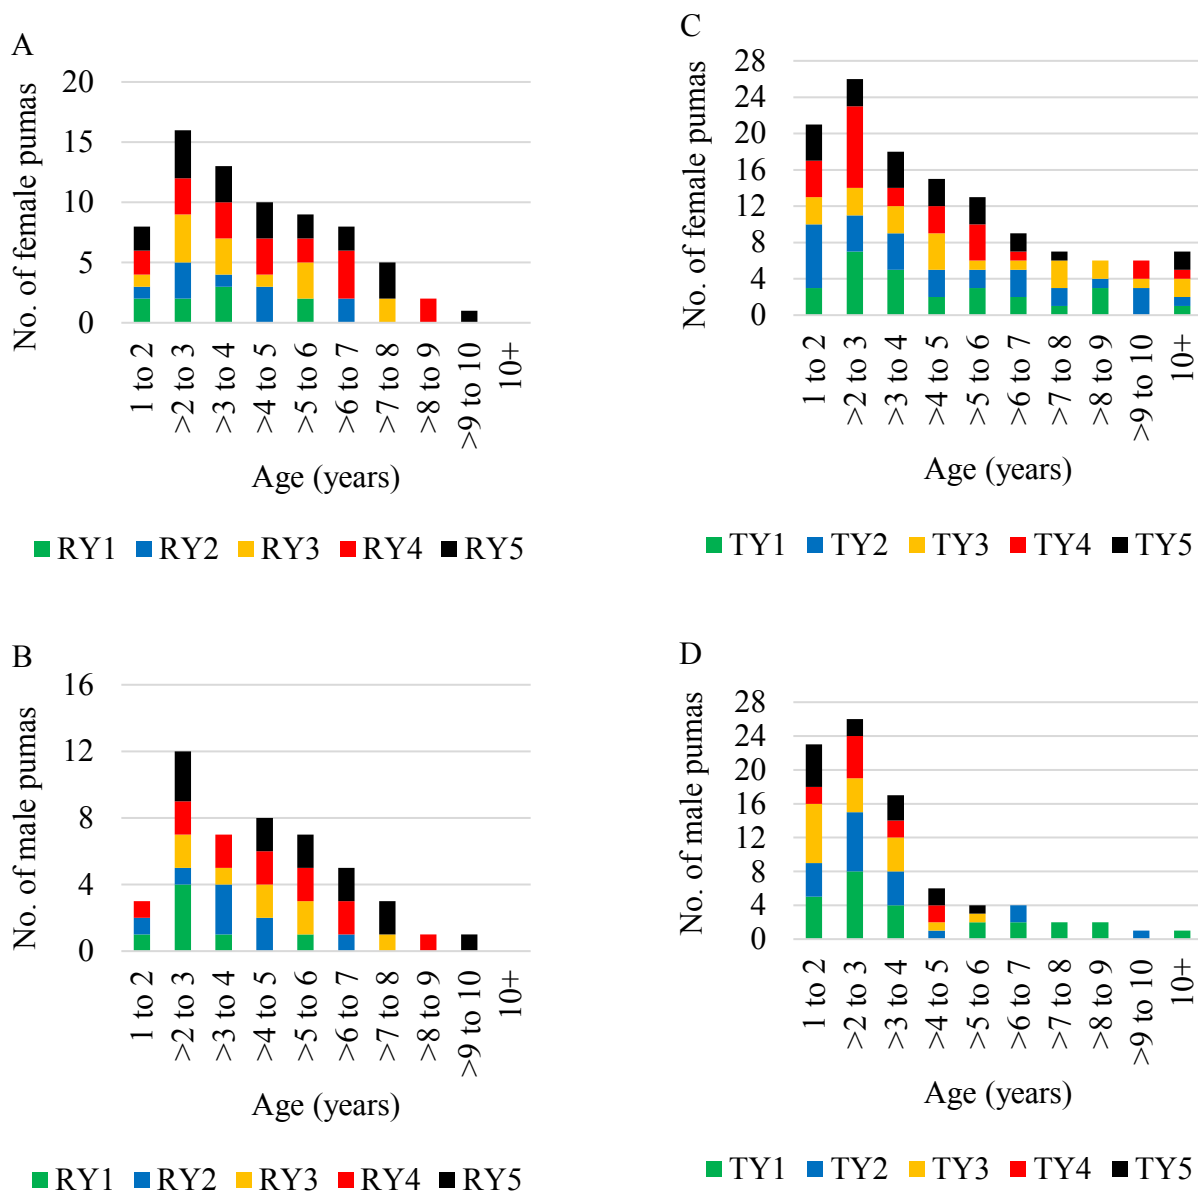 A
No. of female pumas
20
15
10
5
0
1 to 2
>2 to 3
>3 to 4
>4 to 5
>5 to 6
>6 to 7
>7 to 8
>8 to 9
>9 to 10
10+
Age (years)
RY1 RY2 RY3 RY4 RY5
C
No. of female pumas
28
24
20
16
12
8
4
0
1 to 2
>2 to 3
>3 to 4
>4 to 5
>5 to 6
>6 to 7
>7 to 8
>8 to 9
>9 to 10
10+
Age (years)
TY1 TY2 TY3 TY4 TY5
B
No. of male pumas
16
12
8
4
0
1 to 2
>2 to 3
>3 to 4
>4 to 5
>5 to 6
>6 to 7
>7 to 8
>8 to 9
>9 to 10
10+
Age (years)
RY1 RY2 RY3 RY4 RY5
D
No. of male pumas
28
24
20
16
12
8
4
0
1 to 2
>2 to 3
>3 to 4
>4 to 5
>5 to 6
>6 to 7
>7 to 8
>8 to 9
>9 to 10
10+
Age (years)
TY1 TY2 TY3 TY4 TY5